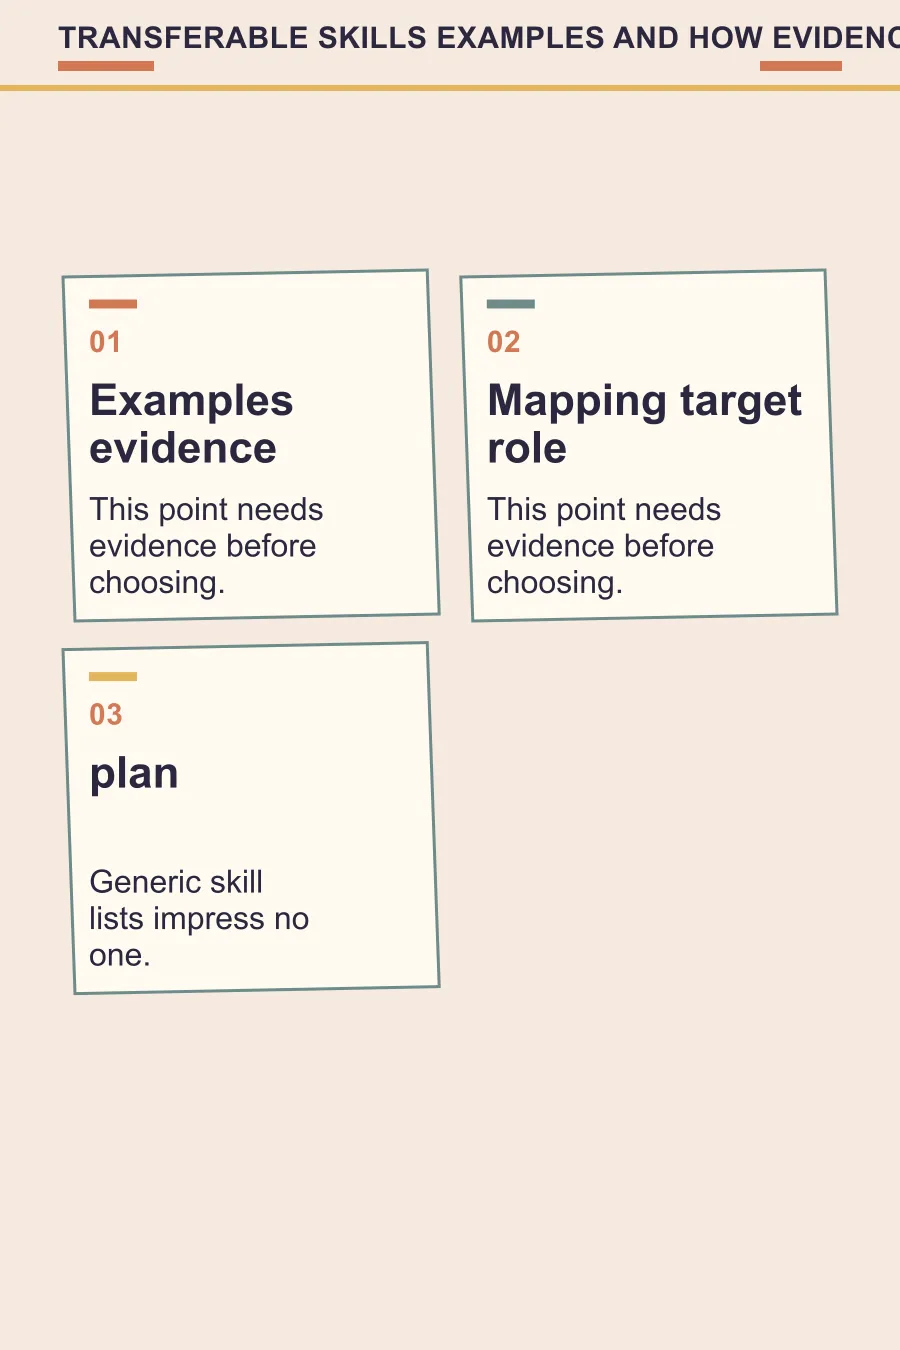 TRANSFERABLE SKILLS EXAMPLES AND HOW EVIDENC
01
Examples
evidence
This point needs
evidence before
choosing.
02
Mapping target
role
This point needs
evidence before
choosing.
03
plan
Generic skill
lists impress no
one.